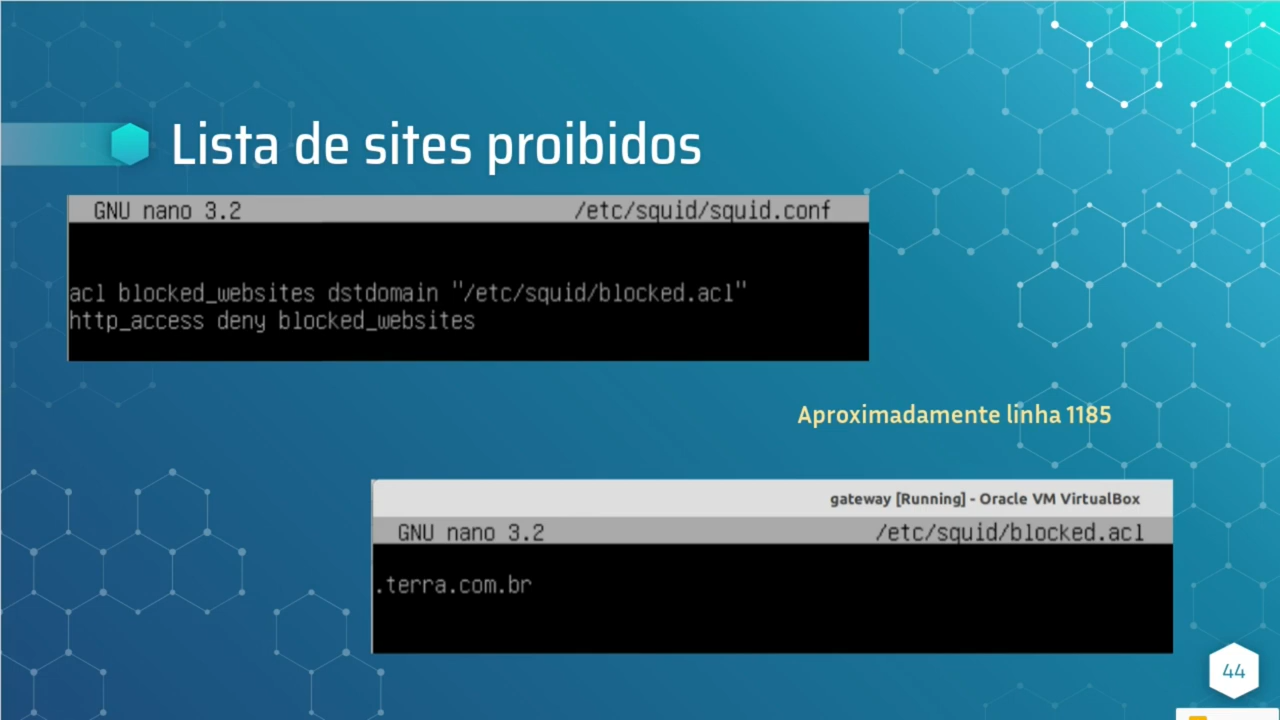 Lista de sites proibidos
GNU nano 3.2 /etc/squid/squid.conf
acl blocked_websites dstdomain "/etc/squid/blocked.acl"
http_access deny blocked_websites
Aproximadamente linha 1185
gateway [Running] - Oracle VM VirtualBox
GNU nano 3.2 /etc/squid/blocked.acl
.terra.com.br
44